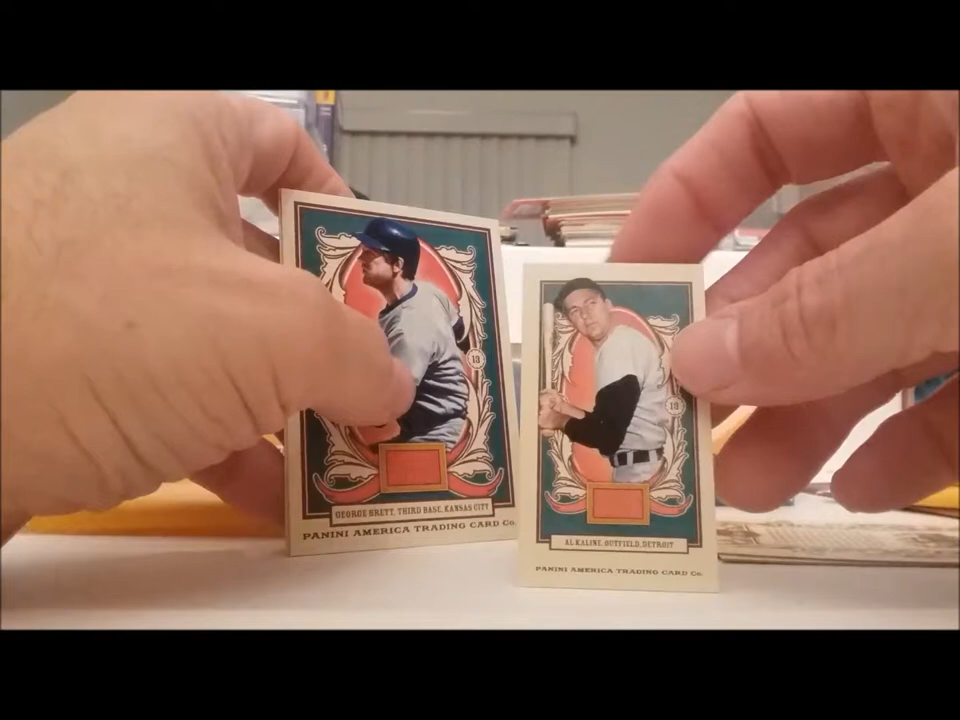 13
GEORGE BRETT, THIRD BASE, KANSAS CITY
PANINI AMERICA TRADING CARD Co.
13
AL KALINE, OUTFIELD, DETROIT
PANINI AMERICA TRADING CARD Co.